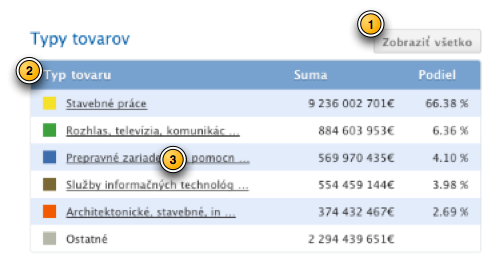 1
Typy tovarov
Zobraziť všetko
2
Typ tovaru Suma Podiel
Stavebné práce 9 236 002 701€ 66.38 %
Rozhlas, televízia, komunikác ... 884 603 953€ 6.36 %
Prepravné 3 pomocn ... 569 970 435€ 4.10 %
Služby informačných technológ ... 554 459 144€ 3.98 %
Architektonické, stavebné, in ... 374 432 467€ 2.69 %
Ostatné 2 294 439 651€